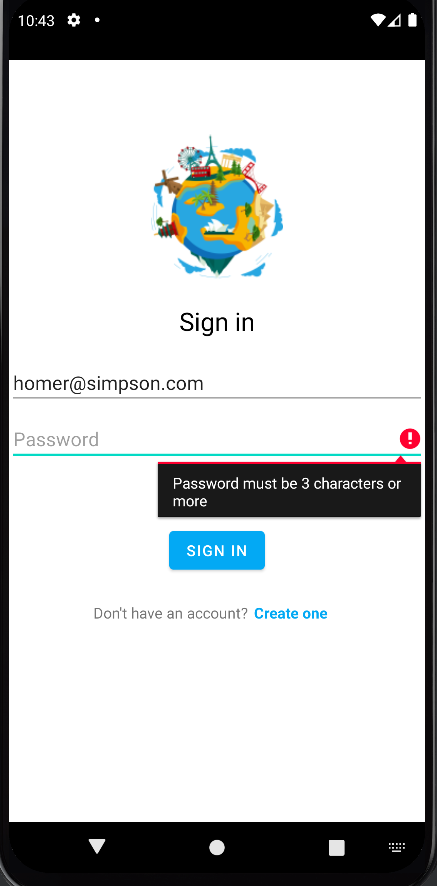 10:43
Sign in
homer@simpson.com
Password
Password must be 3 characters or
more
SIGN IN
Don't have an account? Create one